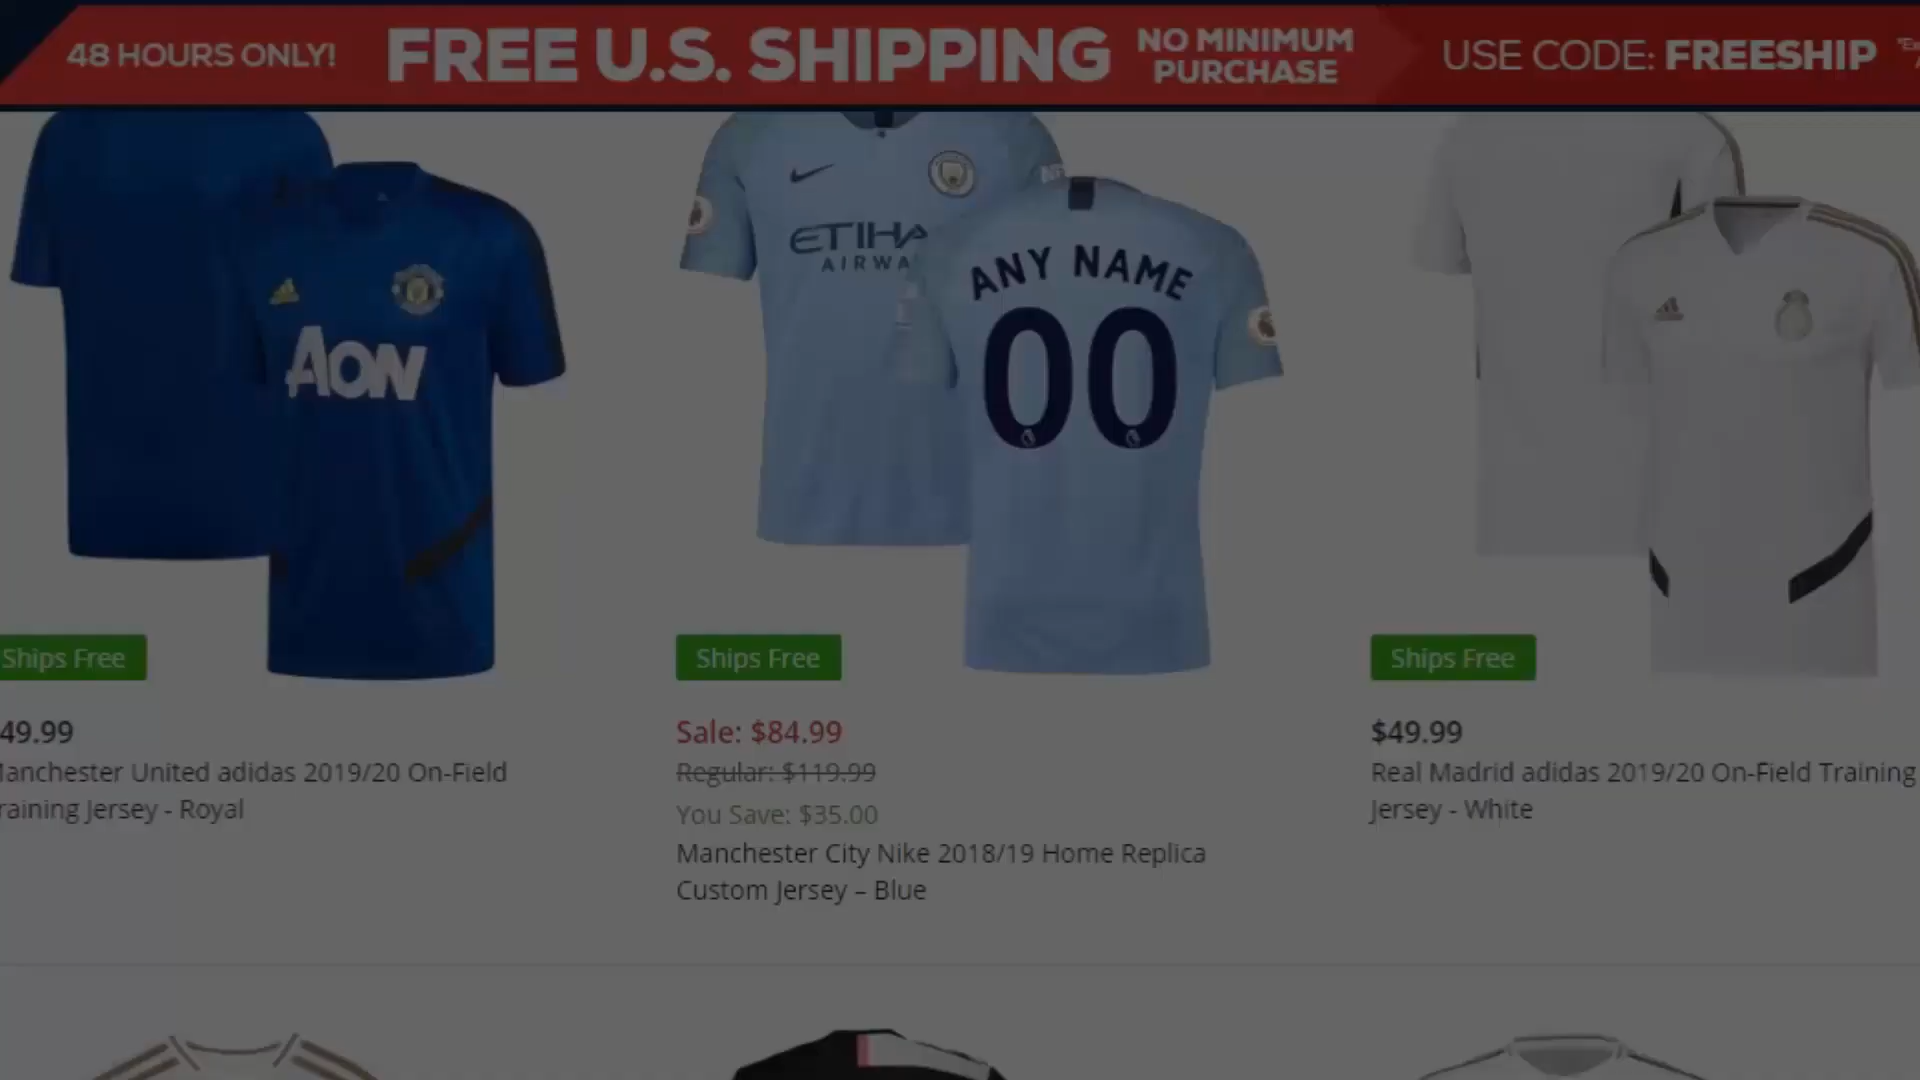 48 HOURS ONLY!
FREE U.S. SHIPPING
NO MINIMUM
PURCHASE
USE CODE: FREESHIP
AON
ETIHA
AIRWA
ANY NAME
00
Ships Free
49.99
Manchester United adidas 2019/20 On-Field
raining Jersey - Royal
Ships Free
Sale: $84.99
Regular: $119.99
You Save: $35.00
Manchester City Nike 2018/19 Home Replica
Custom Jersey – Blue
Ships Free
$49.99
Real Madrid adidas 2019/20 On-Field Training
Jersey - White